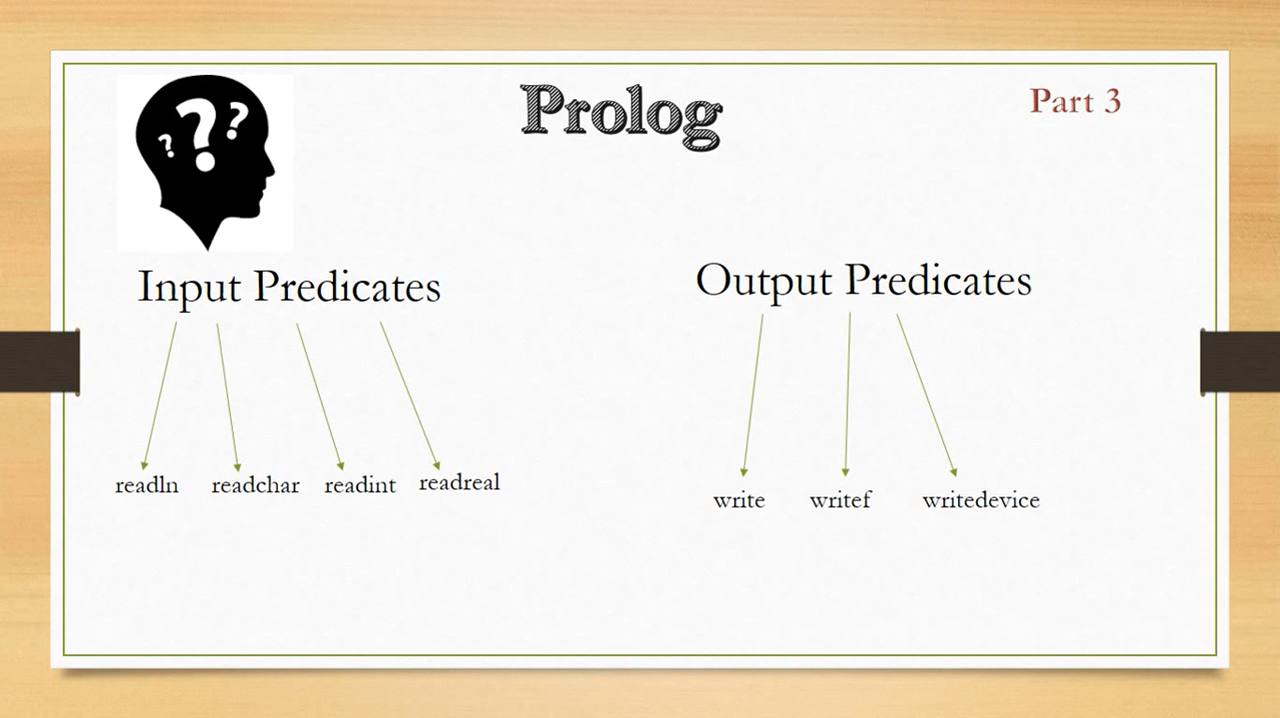 Prolog
Part 3
? ? ?
Input Predicates
readln readchar readint readreal
Output Predicates
write writef writedevice